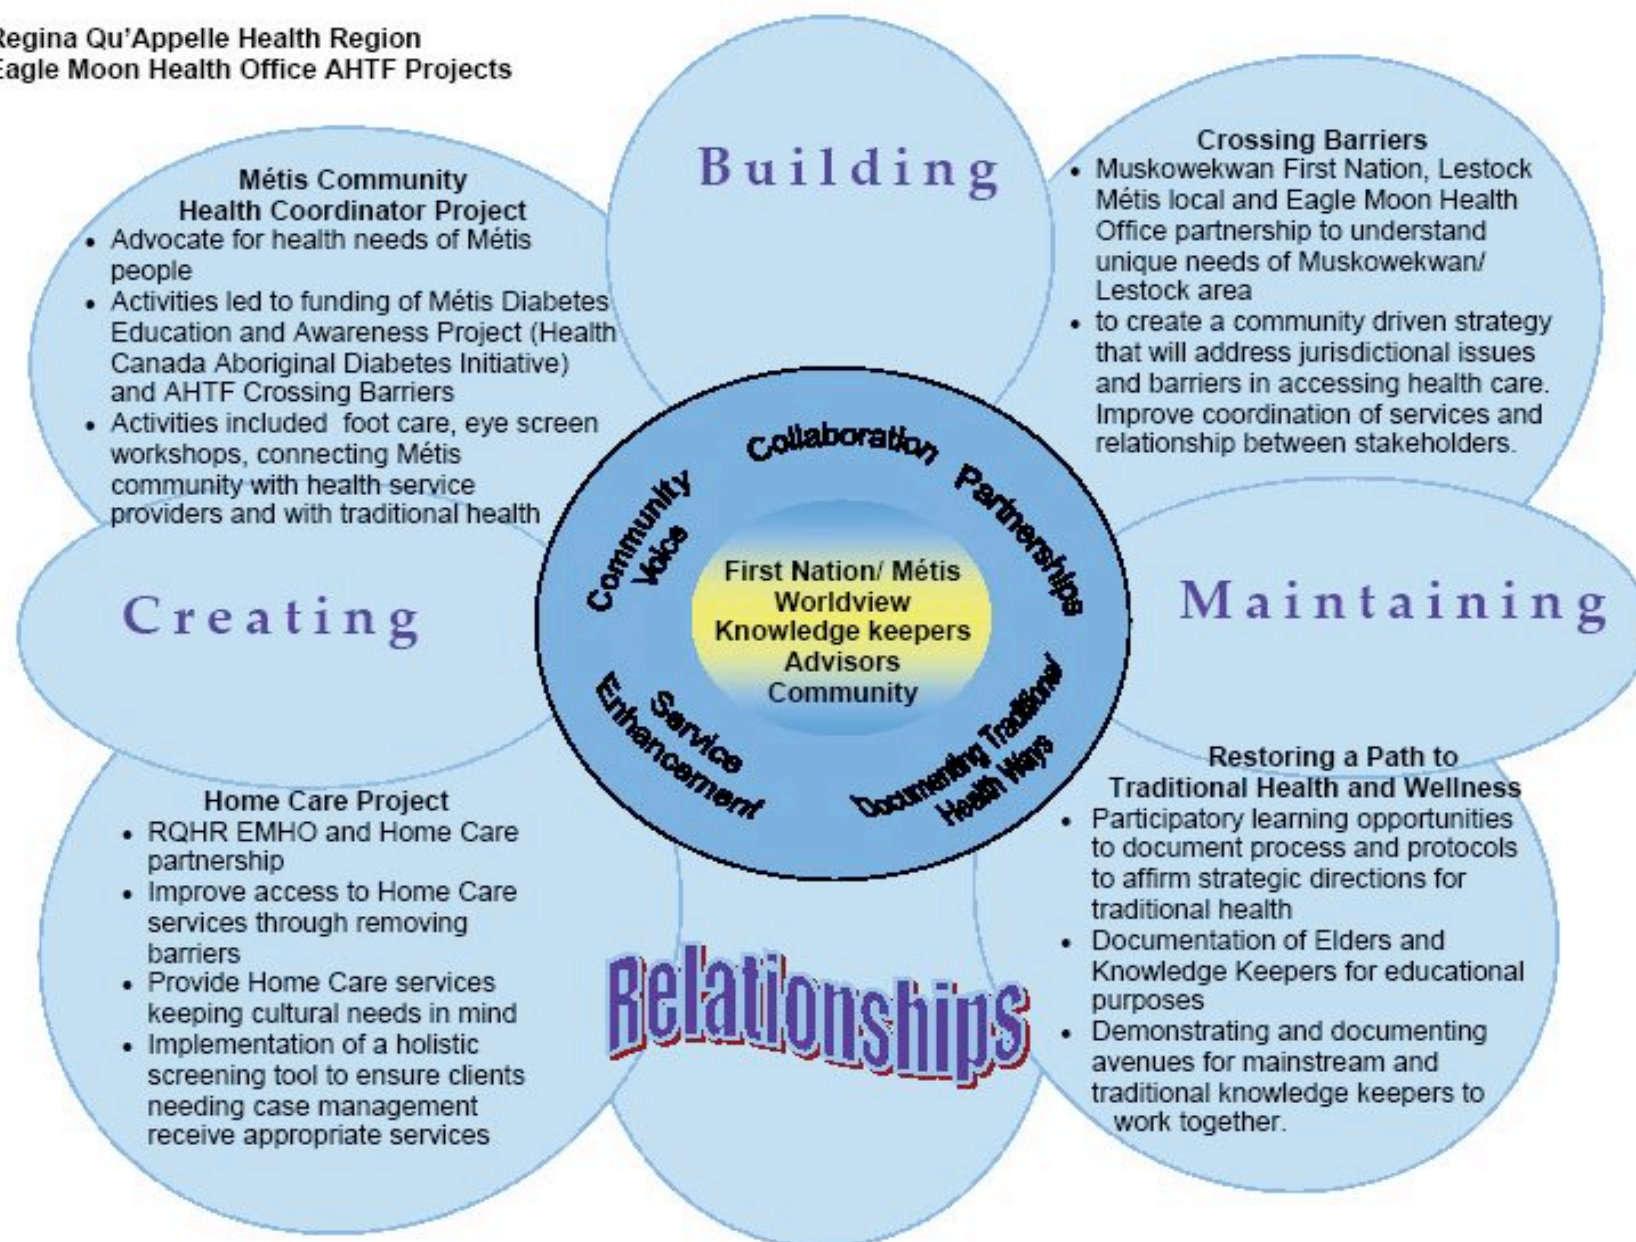 Regina Qu'Appelle Health Region
Eagle Moon Health Office AHTF Projects
Building
Métis Community
Health Coordinator Project
• Advocate for health needs of Métis
people
• Activities led to funding of Métis Diabetes
Education and Awareness Project (Health
Canada Aboriginal Diabetes Initiative)
and AHTF Crossing Barriers
• Activities included foot care, eye screen
workshops, connecting Métis
community with health service
providers and with traditional health
Crossing Barriers
• Muskowekwan First Nation, Lestock
Métis local and Eagle Moon Health
Office partnership to understand
unique needs of Muskowekwan/
Lestock area
• to create a community driven strategy
that will address jurisdictional issues
and barriers in accessing health care.
Improve coordination of services and
relationship between stakeholders.
Creating
Community
Voice
Collaboration
Partnerships
First Nation/ Métis
Worldview
Knowledge keepers
Advisors
Community
Service
Enhancement
Documenting Traditional
Health Ways
Maintaining
Home Care Project
• RQHR EMHO and Home Care
partnership
• Improve access to Home Care
services through removing
barriers
• Provide Home Care services
keeping cultural needs in mind
• Implementation of a holistic
screening tool to ensure clients
needing case management
receive appropriate services
Relationships
Restoring a Path to
Traditional Health and Wellness
• Participatory learning opportunities
to document process and protocols
to affirm strategic directions for
traditional health
• Documentation of Elders and
Knowledge Keepers for educational
purposes
• Demonstrating and documenting
avenues for mainstream and
traditional knowledge keepers to
work together.